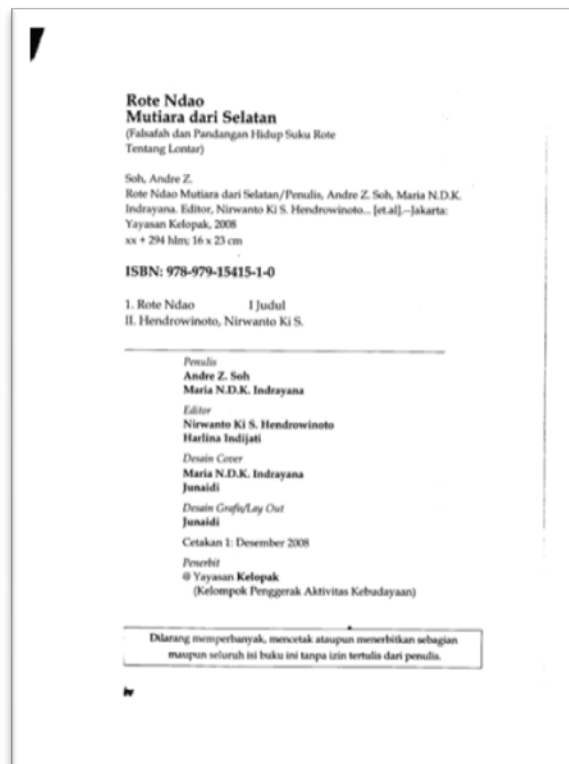 Rote Ndao
Mutiara dari Selatan
(Falsafah dan Pandangan Hidup Suku Rote
Tentang Lontar)
Soh, Andre Z.
Rote Ndao Mutiara dari Selatan/Penulis, Andre Z. Soh, Maria N.D.K.
Indrayana. Editor, Nirwanto Ki S. Hendrowinoto... [et.al].--Jakarta:
Yayasan Kelopak, 2008
xx + 294 hlm; 16 x 23 cm
ISBN: 978-979-15415-1-0
1. Rote Ndao I Judul
II. Hendrowinoto, Nirwanto Ki S.
Penulis
Andre Z. Soh
Maria N.D.K. Indrayana
Editor
Nirwanto Ki S. Hendrowinoto
Harlina Indijati
Desain Cover
Maria N.D.K. Indrayana
Junaidi
Desain Grafis/Lay Out
Junaidi
Cetakan 1: Desember 2008
Penerbit
@ Yayasan Kelopak
(Kelompok Penggerak Aktivitas Kebudayaan)
Dilarang memperbanyak, mencetak ataupun menerbitkan sebagian
maupun seluruh isi buku ini tanpa izin tertulis dari penulis.
iv